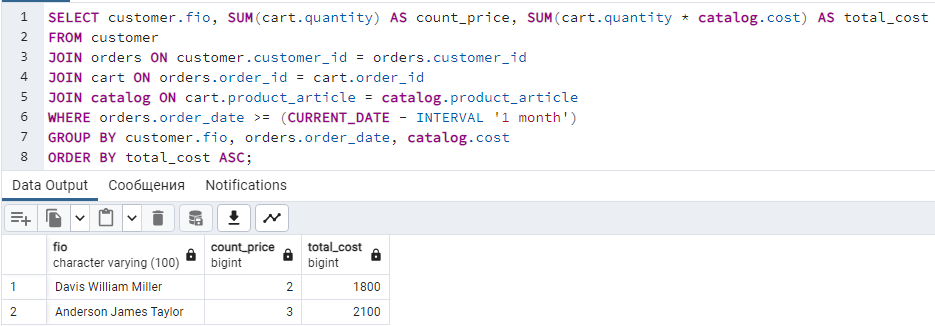 1 SELECT customer.fio, SUM(cart.quantity) AS count_price, SUM(cart.quantity * catalog.cost) AS total_cost
2 FROM customer
3 JOIN orders ON customer.customer_id = orders.customer_id
4 JOIN cart ON orders.order_id = cart.order_id
5 JOIN catalog ON cart.product_article = catalog.product_article
6 WHERE orders.order_date >= (CURRENT_DATE - INTERVAL '1 month')
7 GROUP BY customer.fio, orders.order_date, catalog.cost
8 ORDER BY total_cost ASC;
Data Output Сообщения Notifications
fio count_price total_cost
character varying (100) bigint bigint
1 Davis William Miller 2 1800
2 Anderson James Taylor 3 2100